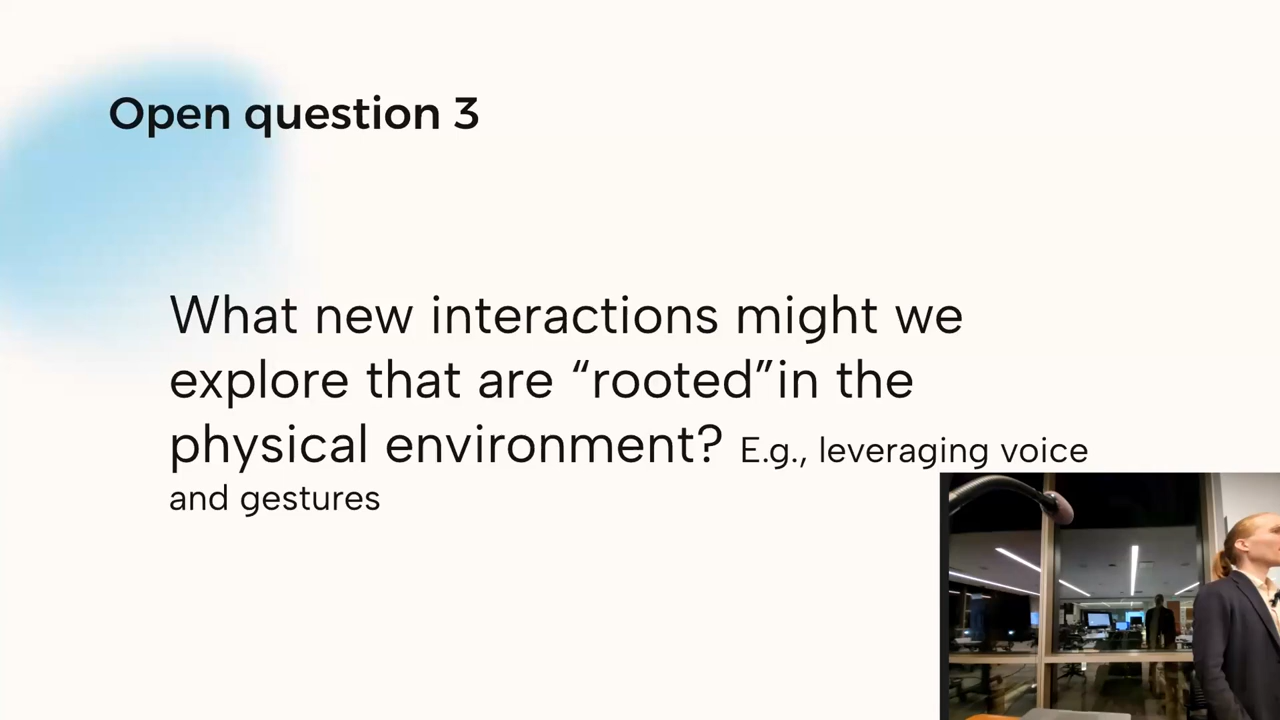 Open question 3
What new interactions might we
explore that are “rooted”in the
physical environment? E.g., leveraging voice
and gestures